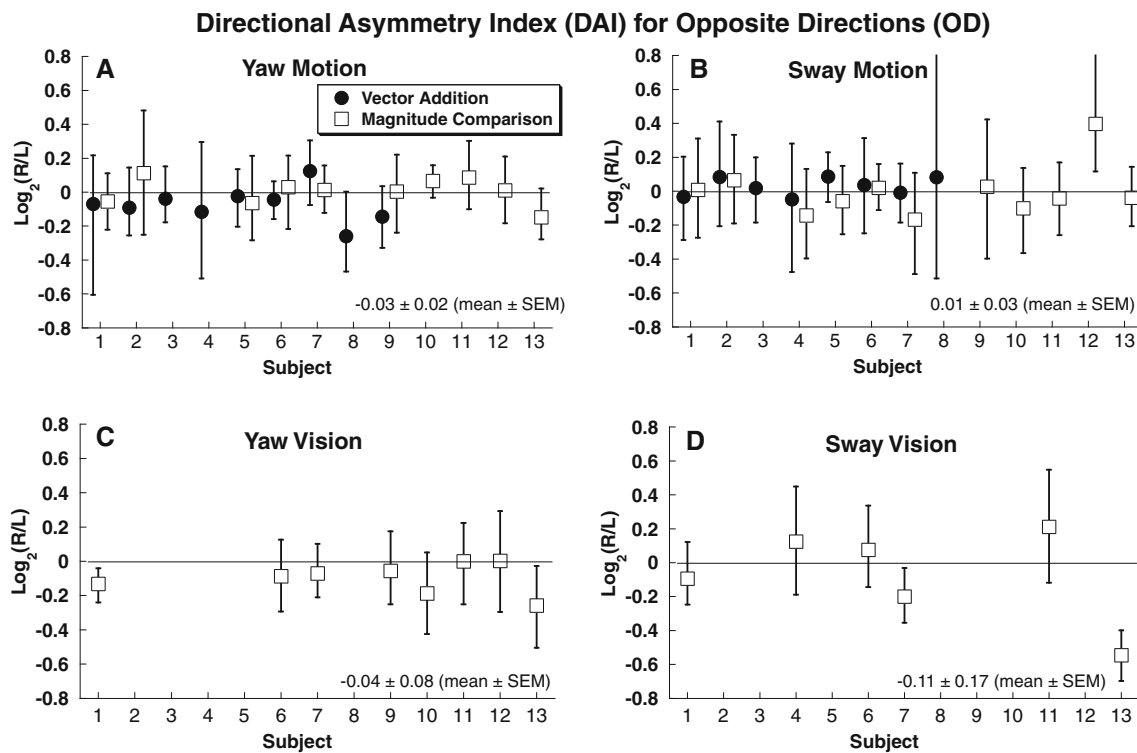 Directional Asymmetry Index (DAI) for Opposite Directions (OD)
A
Yaw Motion
Vector Addition
Magnitude Comparison
Log2(R/L)
0.8
0.6
0.4
0.2
0
-0.2
-0.4
-0.6
-0.8
-0.03 ± 0.02 (mean ± SEM)
1 2 3 4 5 6 7 8 9 10 11 12 13
Subject
B
Sway Motion
Log2(R/L)
0.8
0.6
0.4
0.2
0
-0.2
-0.4
-0.6
-0.8
0.01 ± 0.03 (mean ± SEM)
1 2 3 4 5 6 7 8 9 10 11 12 13
Subject
C
Yaw Vision
Log2(R/L)
0.8
0.6
0.4
0.2
0
-0.2
-0.4
-0.6
-0.8
-0.04 ± 0.08 (mean ± SEM)
1 2 3 4 5 6 7 8 9 10 11 12 13
Subject
D
Sway Vision
Log2(R/L)
0.8
0.6
0.4
0.2
0
-0.2
-0.4
-0.6
-0.8
-0.11 ± 0.17 (mean ± SEM)
1 2 3 4 5 6 7 8 9 10 11 12 13
Subject